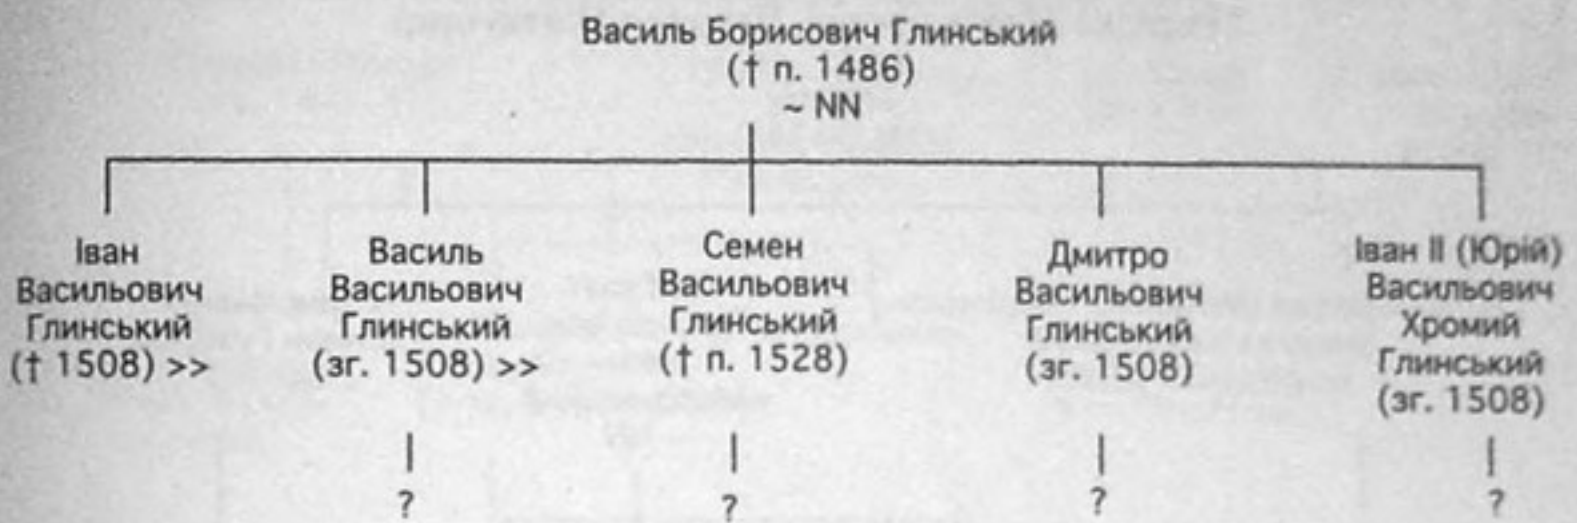 Василь Борисович Глинський
(† п. 1486)
~ NN
Іван
Васильович
Глинський
(† 1508) >>
Василь
Васильович
Глинський
(зг. 1508) >>
Семен
Васильович
Глинський
(† п. 1528)
Дмитро
Васильович
Глинський
(зг. 1508)
Іван II (Юрій)
Васильович
Хромий
Глинський
(зг. 1508)
?
?
?
?